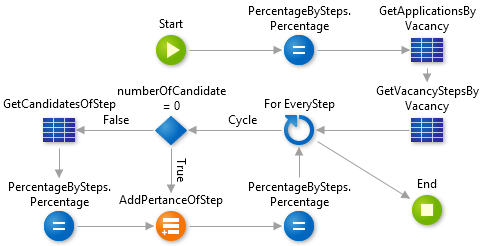 Start
PercentageBySteps.
Percentage
GetApplicationsBy
Vacancy
GetCandidatesOfStep
False
numberOfCandidate
= 0
Cycle
For EveryStep
GetVacancyStepsBy
Vacancy
True
PercentageBySteps.
Percentage
AddPertanceOfStep
PercentageBySteps.
Percentage
End